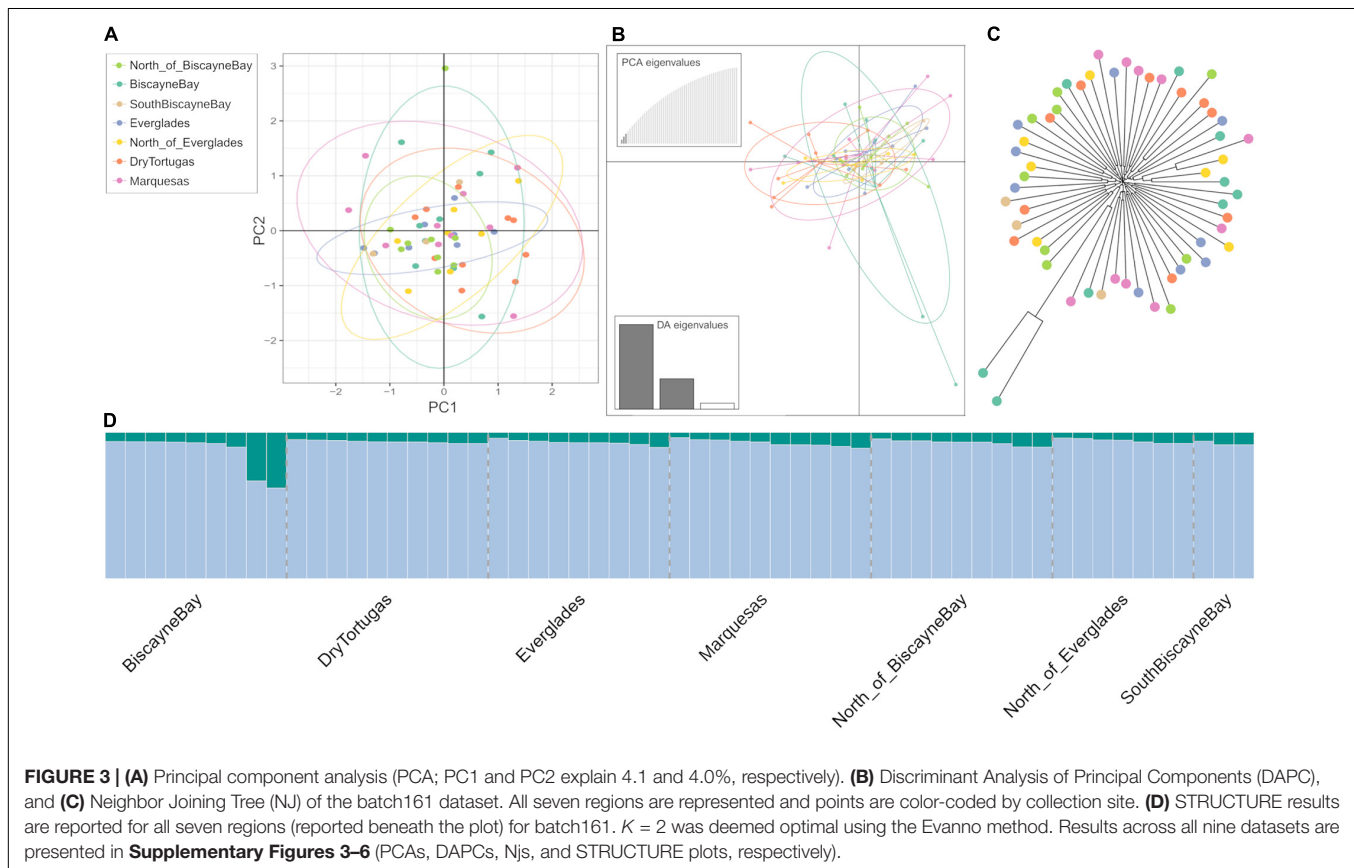 A
North_of_BiscayneBay
BiscayneBay
SouthBiscayneBay
Everglades
North_of_Everglades
DryTortugas
Marquesas
3
2
1
0
−1
−2
PC2
−2
−1
0
1
2
PC1
B
PCA eigenvalues
DA eigenvalues
C
D
BiscayneBay
DryTortugas
Everglades
Marquesas
North_of_BiscayneBay
North_of_Everglades
SouthBiscayneBay
FIGURE 3 | (A) Principal component analysis (PCA; PC1 and PC2 explain 4.1 and 4.0%, respectively). (B) Discriminant Analysis of Principal Components (DAPC),
and (C) Neighbor Joining Tree (NJ) of the batch161 dataset. All seven regions are represented and points are color-coded by collection site. (D) STRUCTURE results
are reported for all seven regions (reported beneath the plot) for batch161. K = 2 was deemed optimal using the Evanno method. Results across all nine datasets are
presented in Supplementary Figures 3–6 (PCAs, DAPCs, Njs, and STRUCTURE plots, respectively).